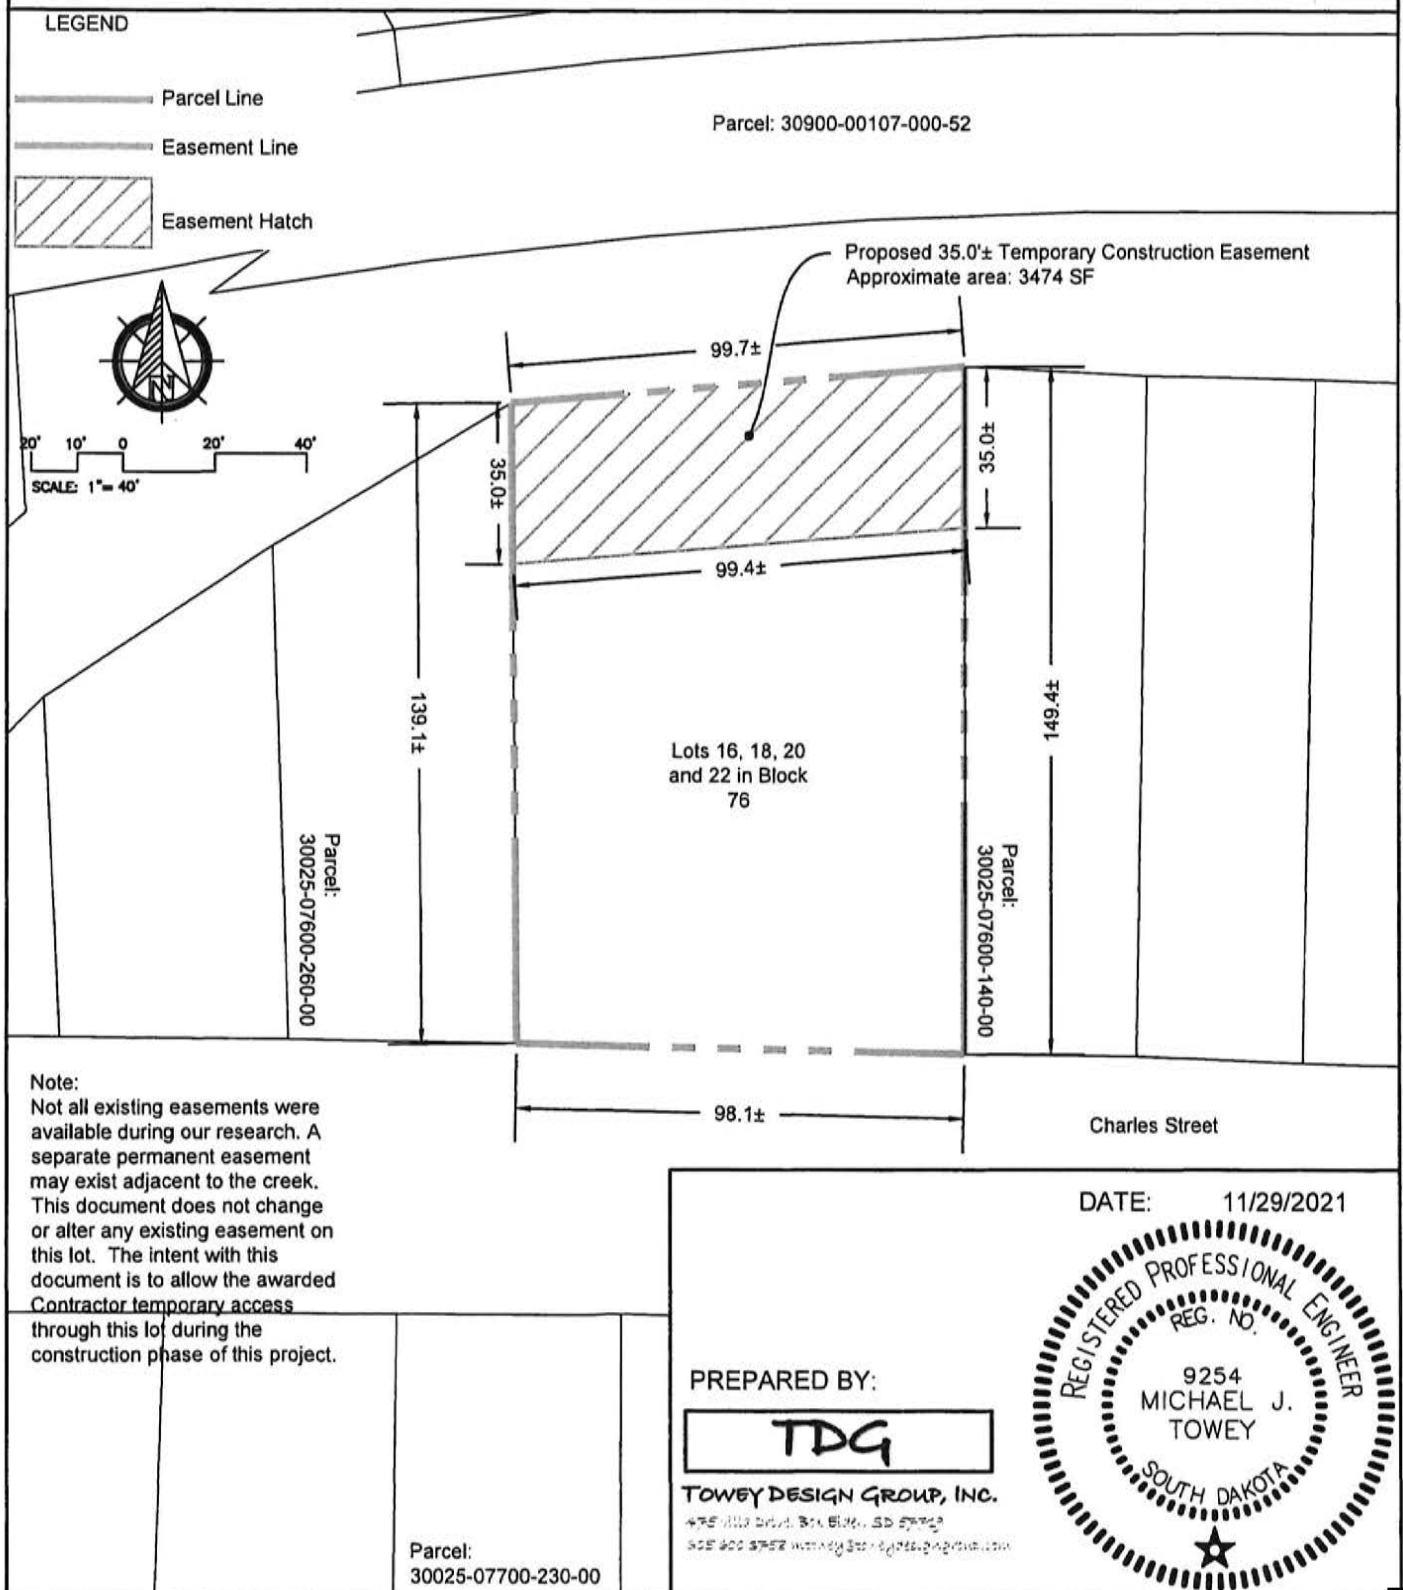 LEGEND
Parcel Line
Easement Line
Easement Hatch
Parcel: 30900-00107-000-52
Proposed 35.0'± Temporary Construction Easement
Approximate area: 3474 SF
N
20' 10' 0 20' 40'
SCALE: 1"= 40'
99.7±
35.0±
35.0±
99.4±
139.1±
149.4±
Lots 16, 18, 20
and 22 in Block
76
Parcel:
30025-07600-260-00
Parcel:
30025-07600-140-00
98.1±
Charles Street
Note:
Not all existing easements were
available during our research. A
separate permanent easement
may exist adjacent to the creek.
This document does not change
or alter any existing easement on
this lot. The intent with this
document is to allow the awarded
Contractor temporary access
through this lot during the
construction phase of this project.
Parcel:
30025-07700-230-00
DATE: 11/29/2021
PREPARED BY:
TDG
TOWEY DESIGN GROUP, INC.
REGISTERED PROFESSIONAL ENGINEER
REG. NO.
9254
MICHAEL J.
TOWEY
SOUTH DAKOTA